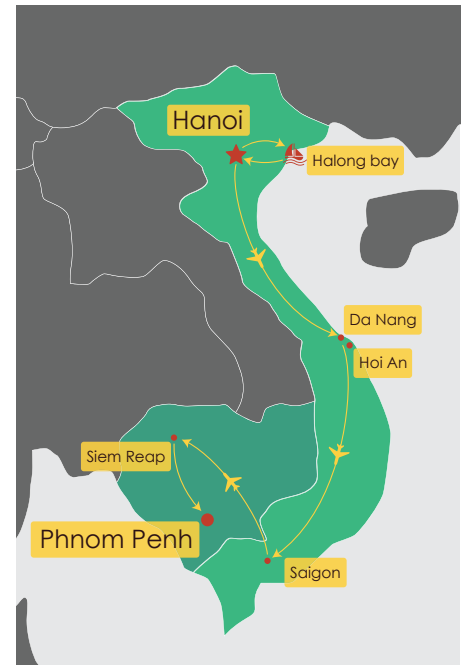 Hanoi
Halong bay
Da Nang
Hoi An
Siem Reap
Phnom Penh
Saigon